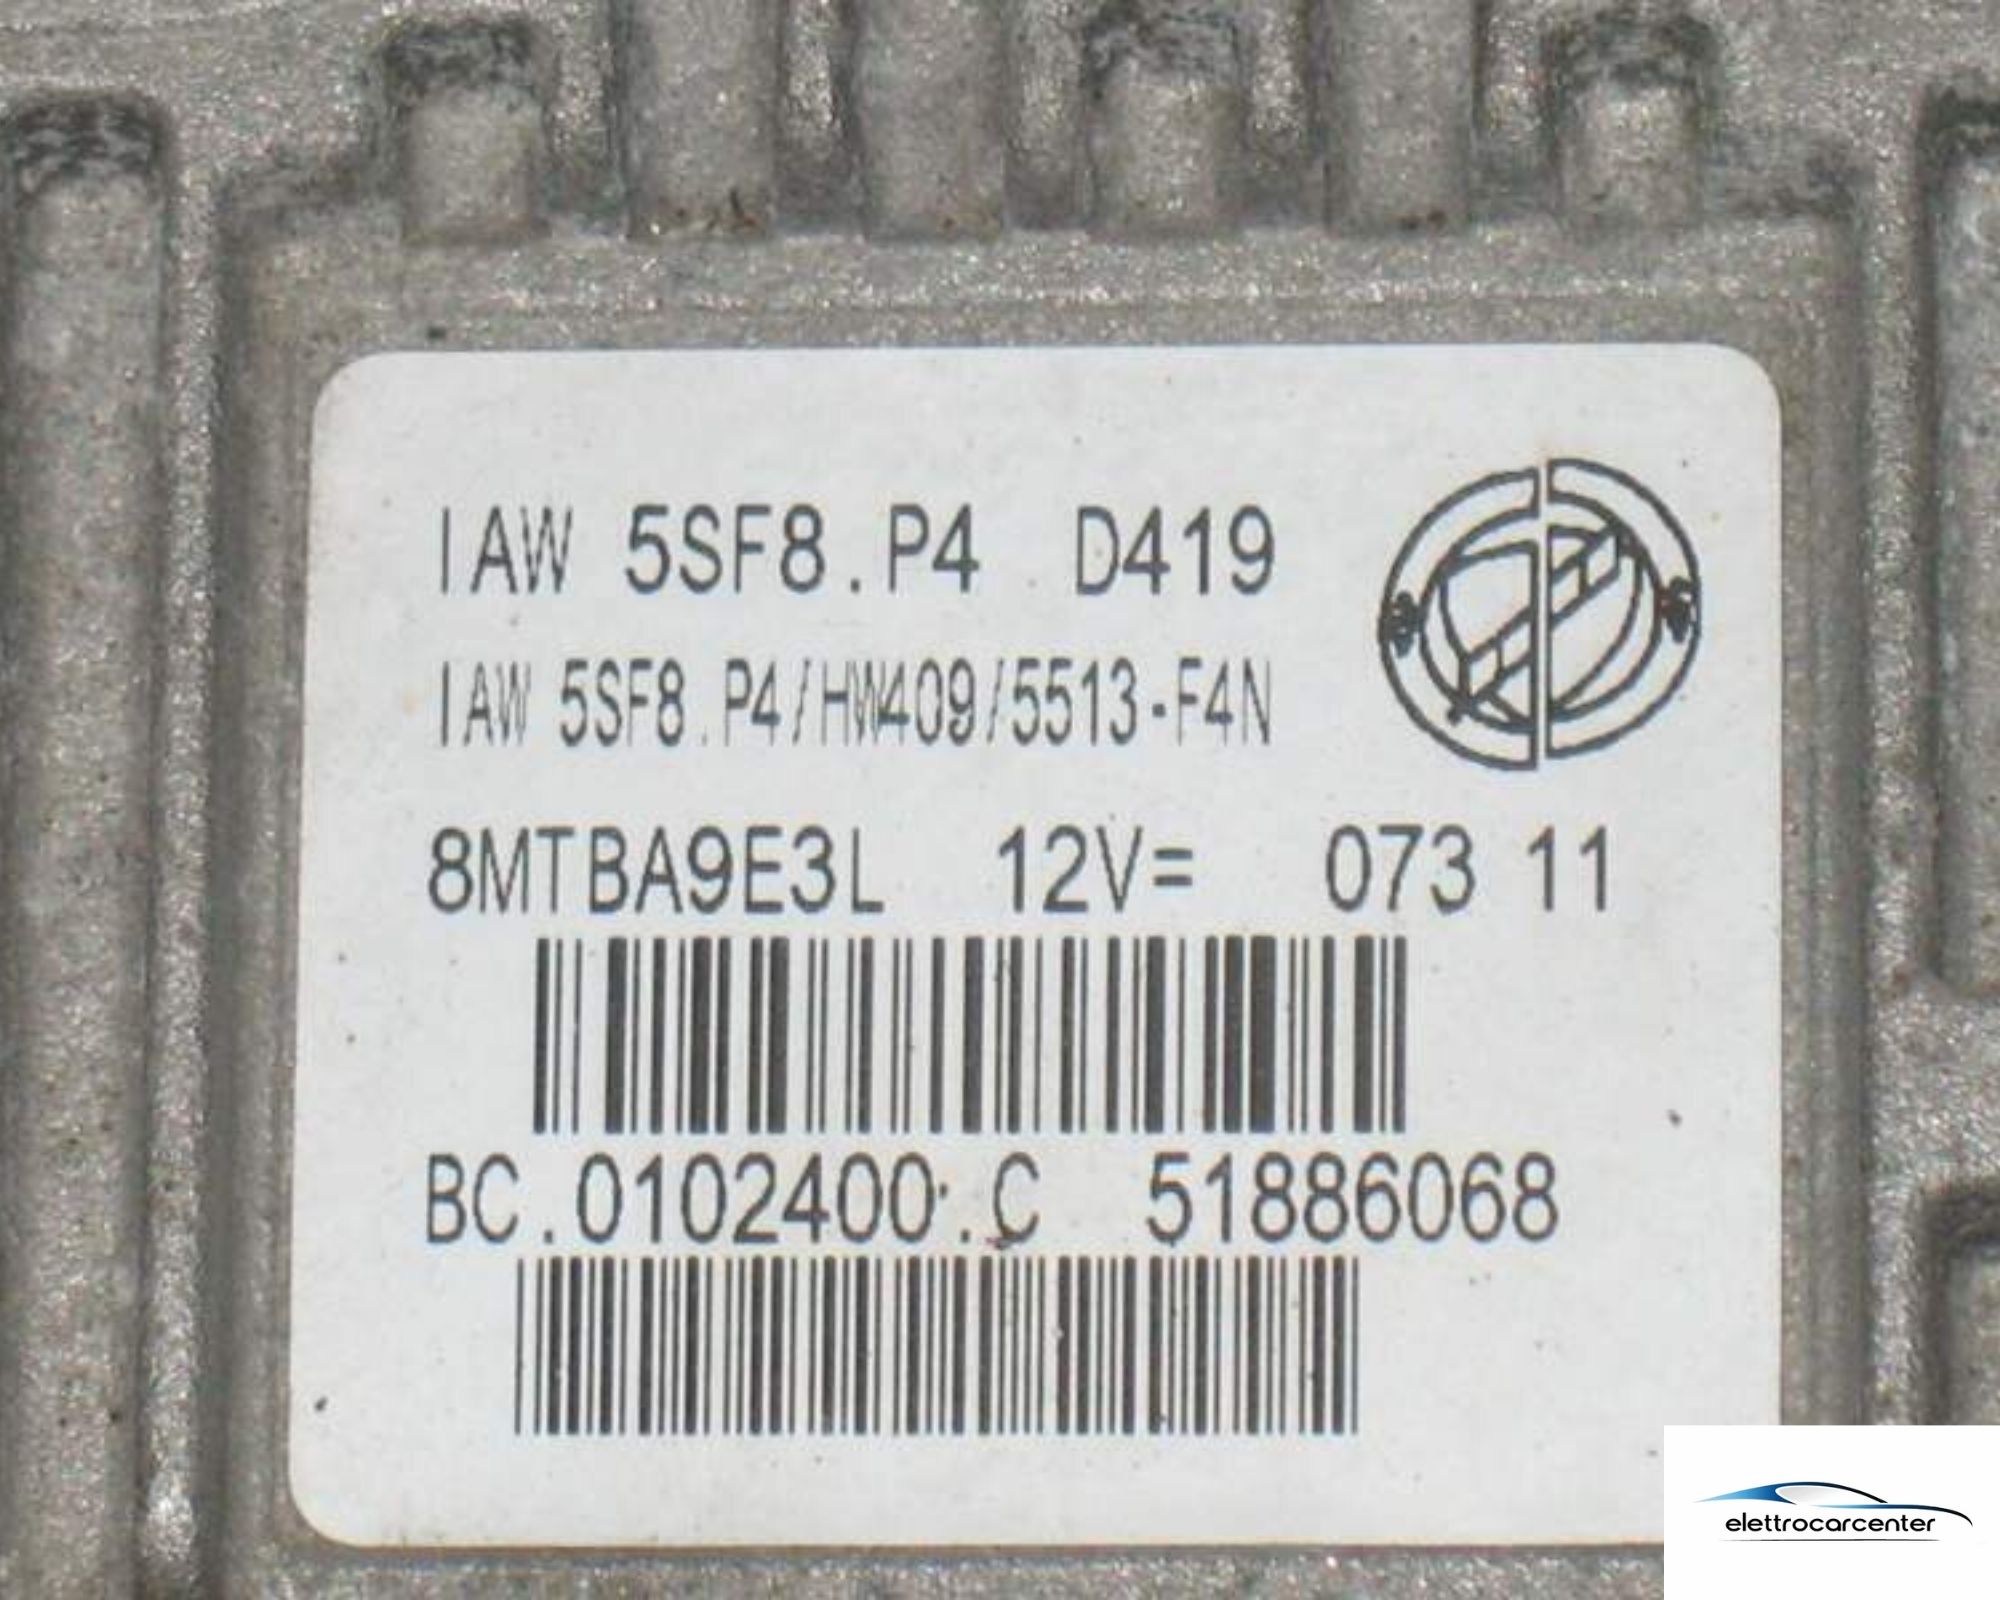 IAW 5SF8.P4 D419
IAW 5SF8.P4/HW409/5513-F4N
8MTBA9E3L 12V= 073 11
BC.0102400.C 51886068
elettrocarcenter